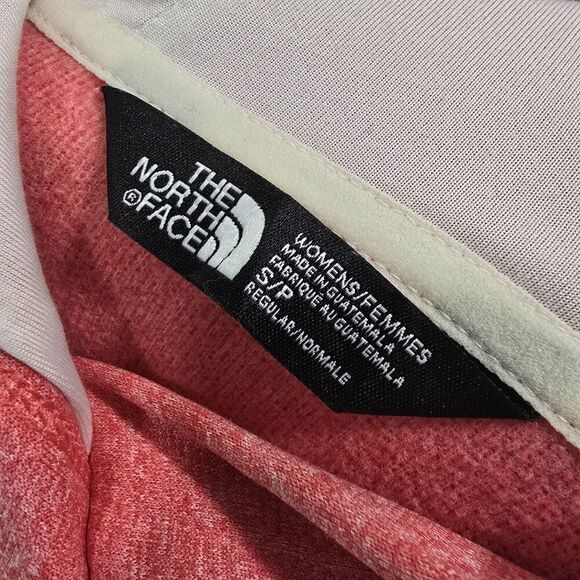 THE
NORTH
®FACE
WOMENS/FEMMES
MADE IN GUATEMALA
FABRIQUE AU GUATEMALA
S/P
REGULAR/NORMALE